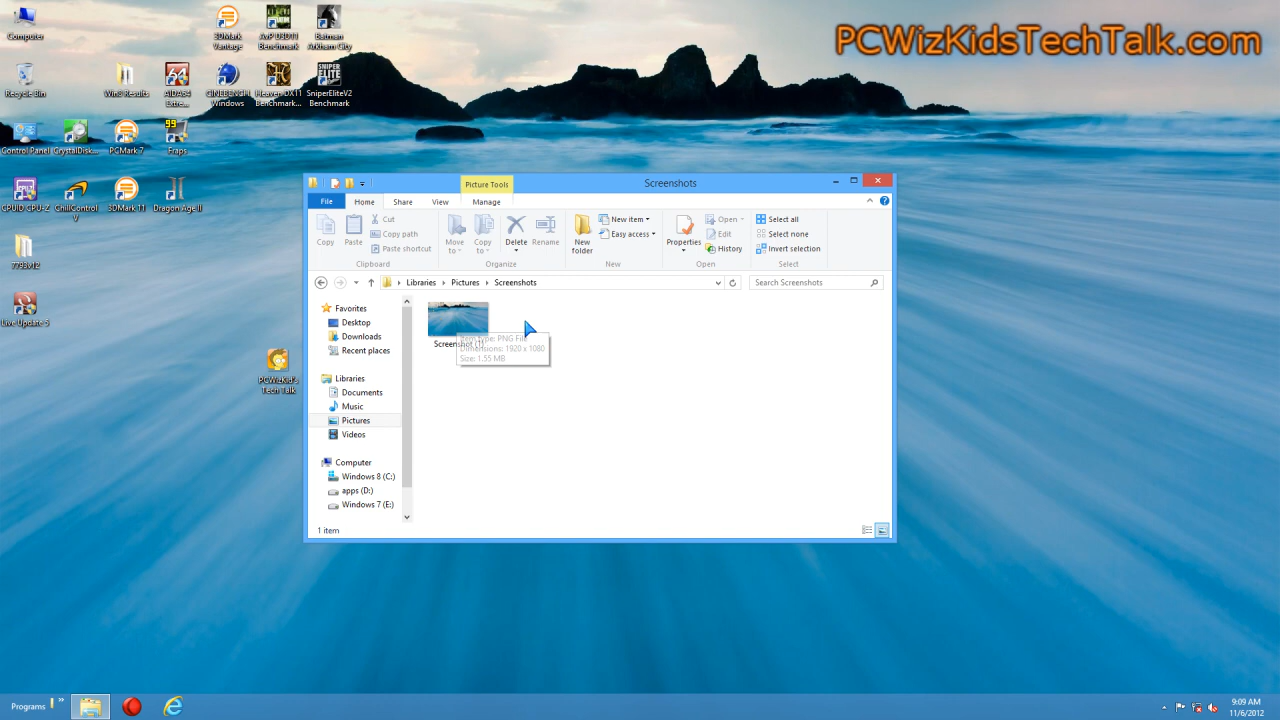 PCWizKidsTechTalk.com
Computer
3DMark
Vantage
AvP D3D11
Benchmark
Batman
Arkham City
Recycle Bin
Win8 Results
AIDA64
Extre...
CINEBENCH
Windows
Heaven DX11
Benchmark...
SniperEliteV2
Benchmark
Control Panel
CrystalDisk...
PCMark 7
99
Fraps
CPUID CPU-Z
ChillControl
V
3DMark 11
Dragon Age II
7793v12
Live Update 5
PCWizKid's
Tech Talk
Picture Tools
Screenshots
File
Home
Share
View
Manage
Copy
Paste
Cut
Copy path
Paste shortcut
Clipboard
Move
to
Copy
to
Delete
Rename
Organize
New
folder
New item
Easy access
New
Properties
Open
Edit
History
Open
Select all
Select none
Invert selection
Select
Libraries
Pictures
Screenshots
Search Screenshots
Favorites
Desktop
Downloads
Recent places
Libraries
Documents
Music
Pictures
Videos
Computer
Windows 8 (C:)
apps (D:)
Windows 7 (E:)
Screenshot (1)
Item type: PNG File
Dimensions: 1920 x 1080
Size: 1.55 MB
1 item
Programs
9:09 AM
11/6/2012